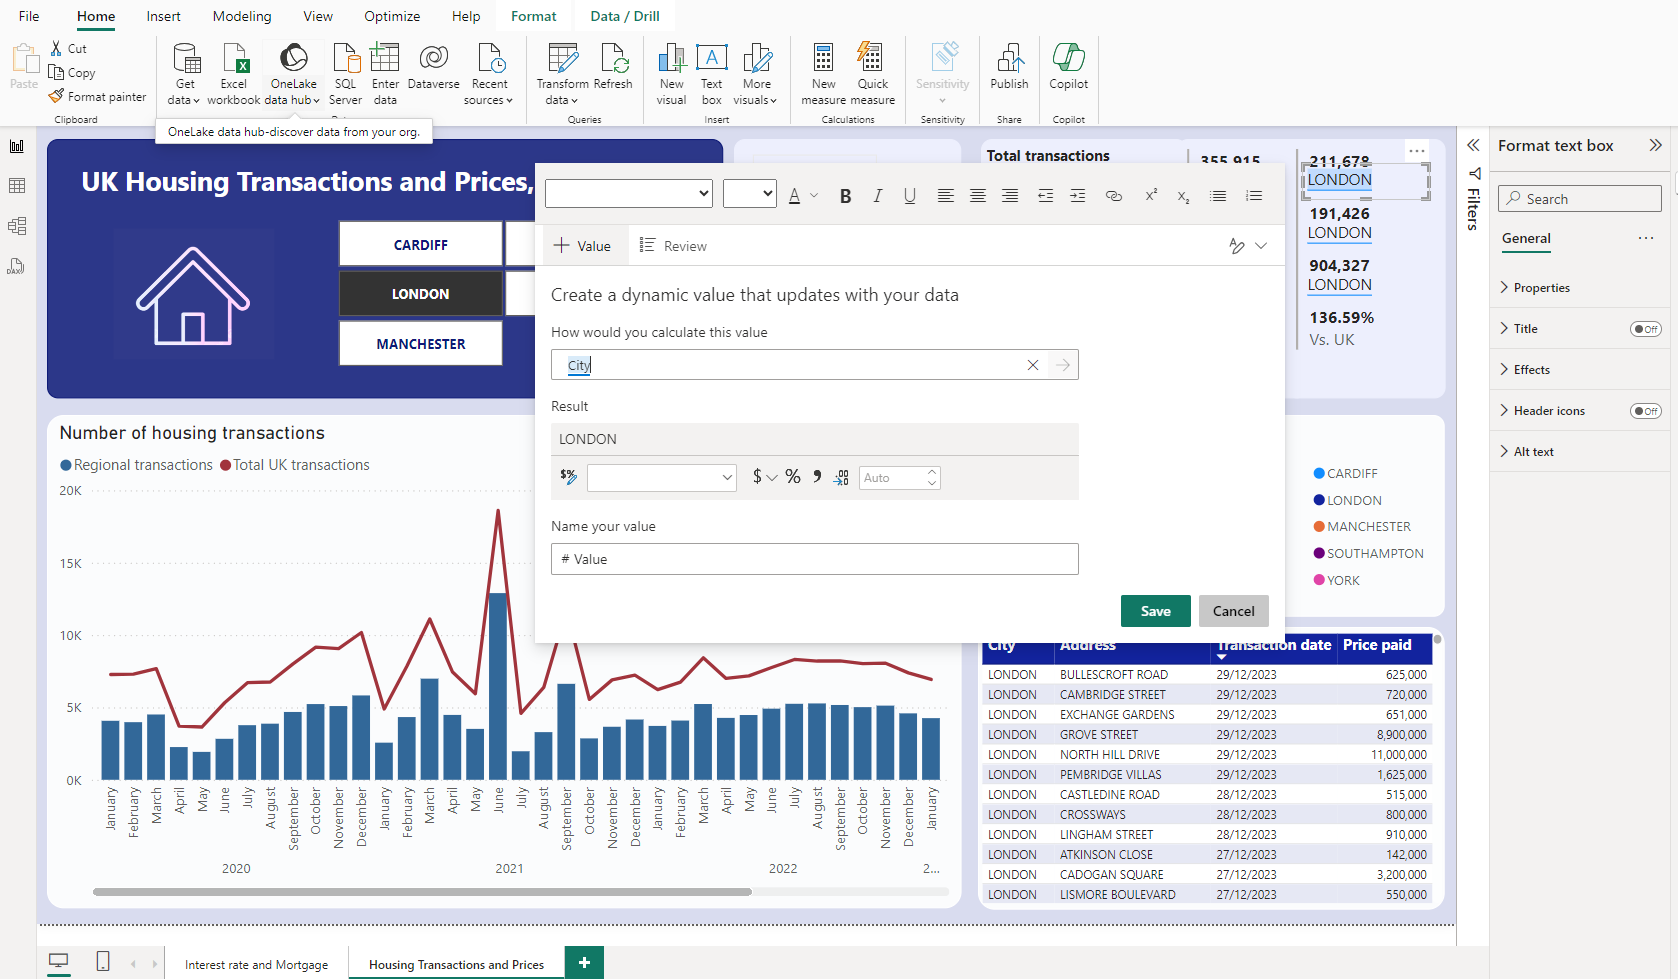 File Home Insert Modeling View Optimize Help Format Data / Drill
Paste
Cut
Copy
Format painter
Clipboard
Get data
Excel workbook
OneLake data hub
SQL Server
Enter data
Dataverse
Recent sources
Transform data
Refresh
Queries
New visual
Text box
More visuals
Insert
New measure
Quick measure
Calculations
Sensitivity
Sensitivity
Publish
Share
Copilot
Copilot
OneLake data hub-discover data from your org.
UK Housing Transactions and Prices,
CARDIFF
LONDON
MANCHESTER
Total transactions
355,915
211,678
LONDON
191,426
LONDON
904,327
LONDON
136.59%
Vs. UK
A B I U
+ Value
Review
Create a dynamic value that updates with your data
How would you calculate this value
City
Result
LONDON
$ % Auto
Name your value
# Value
Save Cancel
Filters
Format text box
Search
General
Properties
Title Off
Effects
Header icons Off
Alt text
Number of housing transactions
Regional transactions Total UK transactions
20K
15K
10K
5K
0K
January February March April May June July August September October November December January February March April May June July August September October November December January February March April May June July August September October November December January
2020 2021 2022 2...
CARDIFF
LONDON
MANCHESTER
SOUTHAMPTON
YORK
City Address Transaction date Price paid
LONDON BULLESCROFT ROAD 29/12/2023 625,000
LONDON CAMBRIDGE STREET 29/12/2023 720,000
LONDON EXCHANGE GARDENS 29/12/2023 651,000
LONDON GROVE STREET 29/12/2023 8,900,000
LONDON NORTH HILL DRIVE 29/12/2023 11,000,000
LONDON PEMBRIDGE VILLAS 29/12/2023 1,625,000
LONDON CASTLEDINE ROAD 28/12/2023 515,000
LONDON CROSSWAYS 28/12/2023 800,000
LONDON LINGHAM STREET 28/12/2023 910,000
LONDON ATKINSON CLOSE 27/12/2023 142,000
LONDON CADOGAN SQUARE 27/12/2023 3,200,000
LONDON LISMORE BOULEVARD 27/12/2023 550,000
Interest rate and Mortgage
Housing Transactions and Prices
+